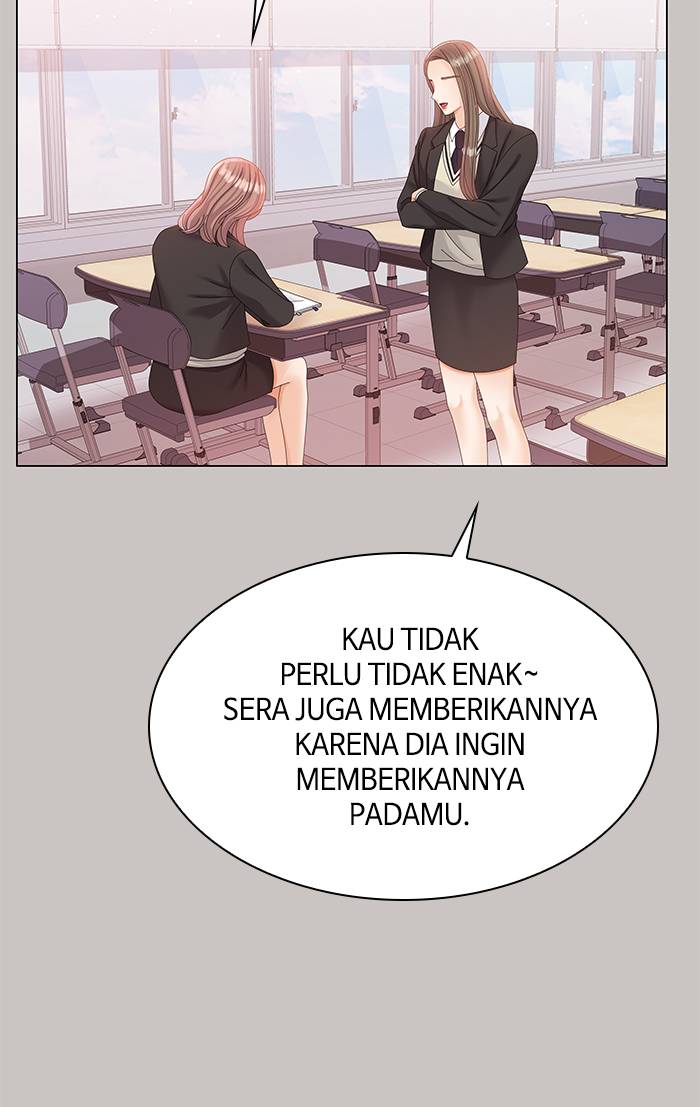 KAU TIDAK
PERLU TIDAK ENAK~
SERA JUGA MEMBERIKANNYA
KARENA DIA INGIN
MEMBERIKANNYA
PADAMU.